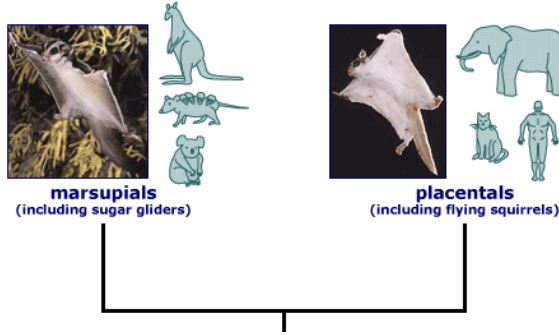 marsupials
(including sugar gliders)
placentals
(including flying squirrels)